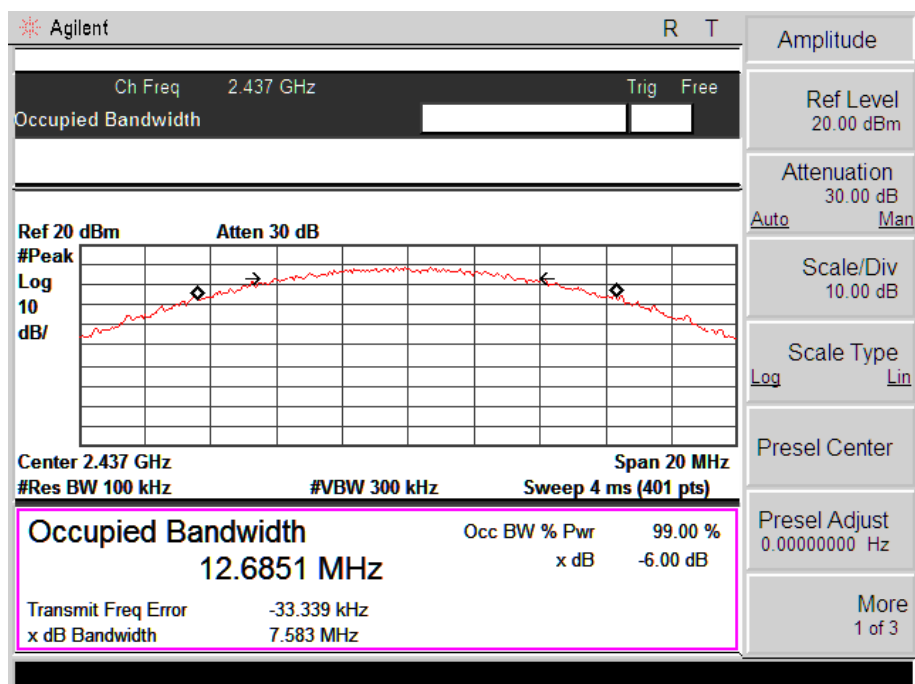 Agilent R T
Ch Freq 2.437 GHz Trig Free
Occupied Bandwidth
Ref 20 dBm Atten 30 dB
#Peak
Log
10
dB/
Center 2.437 GHz Span 20 MHz
#Res BW 100 kHz #VBW 300 kHz Sweep 4 ms (401 pts)
Occupied Bandwidth Occ BW % Pwr 99.00 %
12.6851 MHz x dB -6.00 dB
Transmit Freq Error -33.339 kHz
x dB Bandwidth 7.583 MHz
Amplitude
Ref Level
20.00 dBm
Attenuation
30.00 dB
Auto Man
Scale/Div
10.00 dB
Scale Type
Log Lin
Presel Center
Presel Adjust
0.00000000 Hz
More
1 of 3